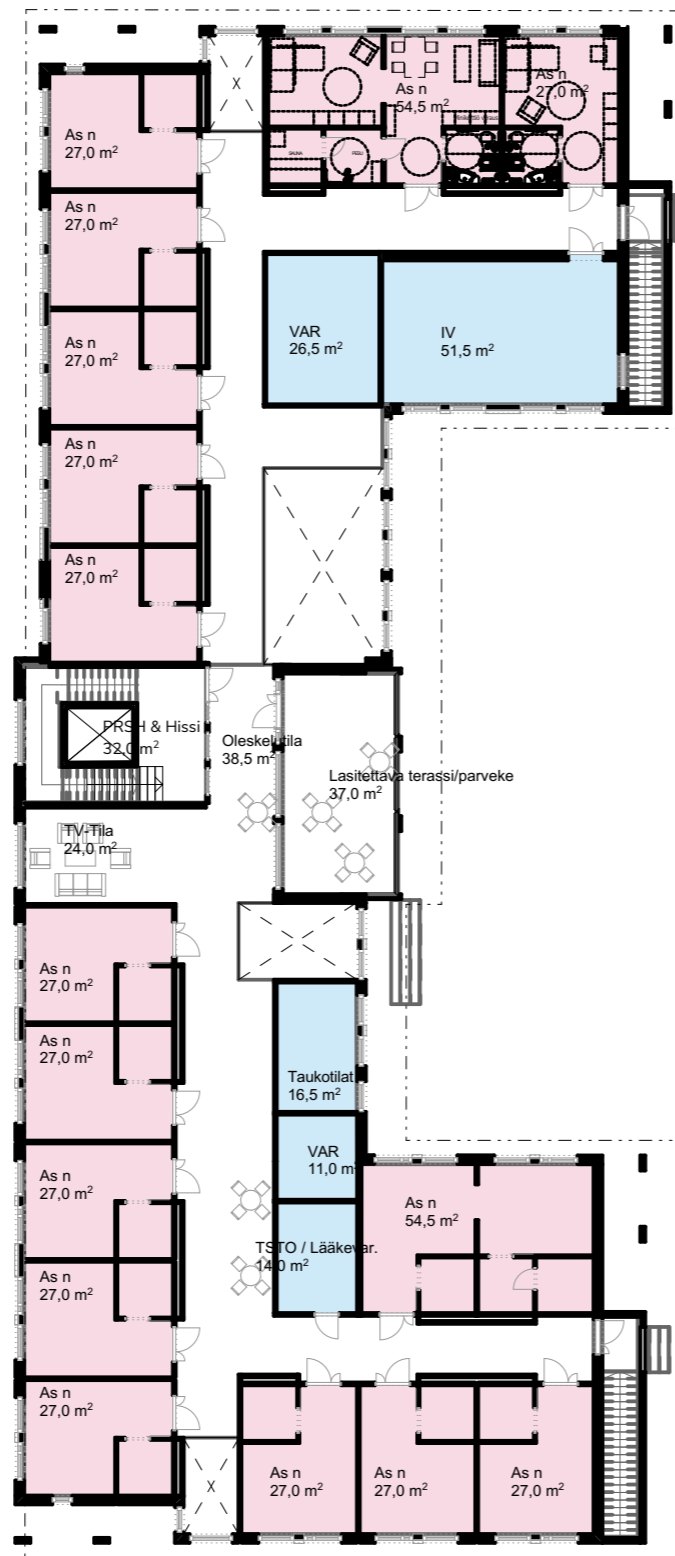 As n
54,5 m²
As n
27,0 m²
SAUNA
PESU
As n
27,0 m²
As n
27,0 m²
As n
27,0 m²
As n
27,0 m²
As n
27,0 m²
VAR
26,5 m²
IV
51,5 m²
PRSH & Hissi
32,0 m²
Oleskelutila
38,5 m²
Lasitettava terassi/parveke
37,0 m²
TV-Tila
24,0 m²
As n
27,0 m²
As n
27,0 m²
As n
27,0 m²
As n
27,0 m²
As n
27,0 m²
Taukotilat
16,5 m²
VAR
11,0 m²
TSTO / Lääkevar.
14,0 m²
As n
54,5 m²
As n
27,0 m²
As n
27,0 m²
As n
27,0 m²